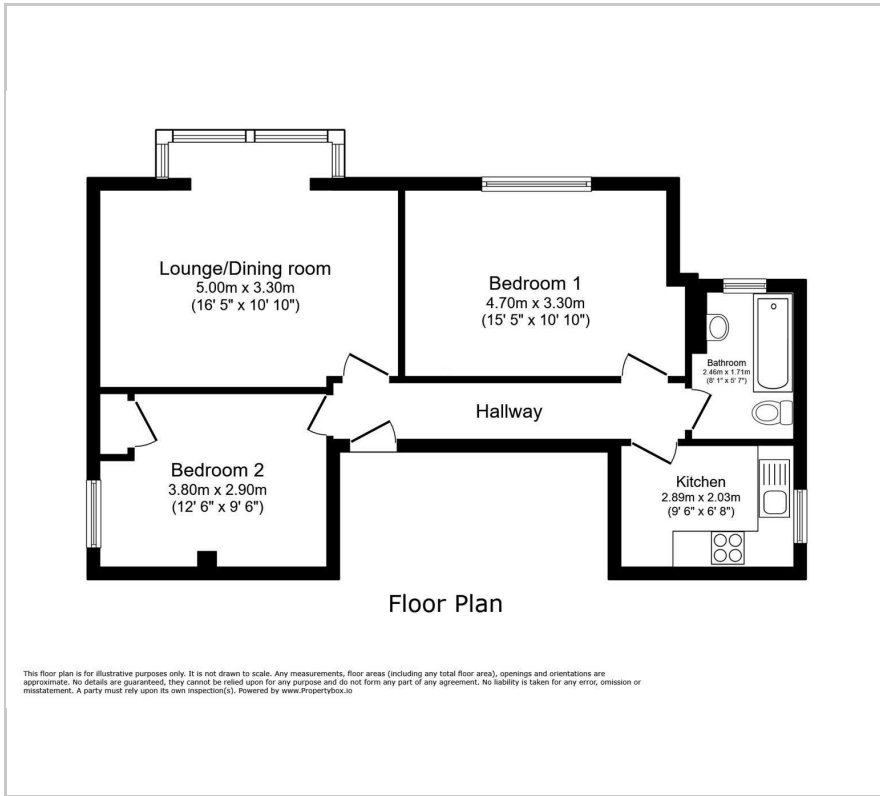 Lounge/Dining room
5.00m x 3.30m
(16' 5" x 10' 10")
Bedroom 1
4.70m x 3.30m
(15' 5" x 10' 10")
Bathroom
2.46m x 1.71m
(8' 1" x 5' 7")
Hallway
Bedroom 2
3.80m x 2.90m
(12' 6" x 9' 6")
Kitchen
2.89m x 2.03m
(9' 6" x 6' 8")
Floor Plan
This floor plan is for illustrative purposes only. It is not drawn to scale. Any measurements, floor areas (including any total floor area), openings and orientations are
approximate. No details are guaranteed, they cannot be relied upon for any purpose and do not form any part of any agreement. No liability is taken for any error, omission or
misstatement. A party must rely upon its own inspection(s). Powered by www.Propertybox.io